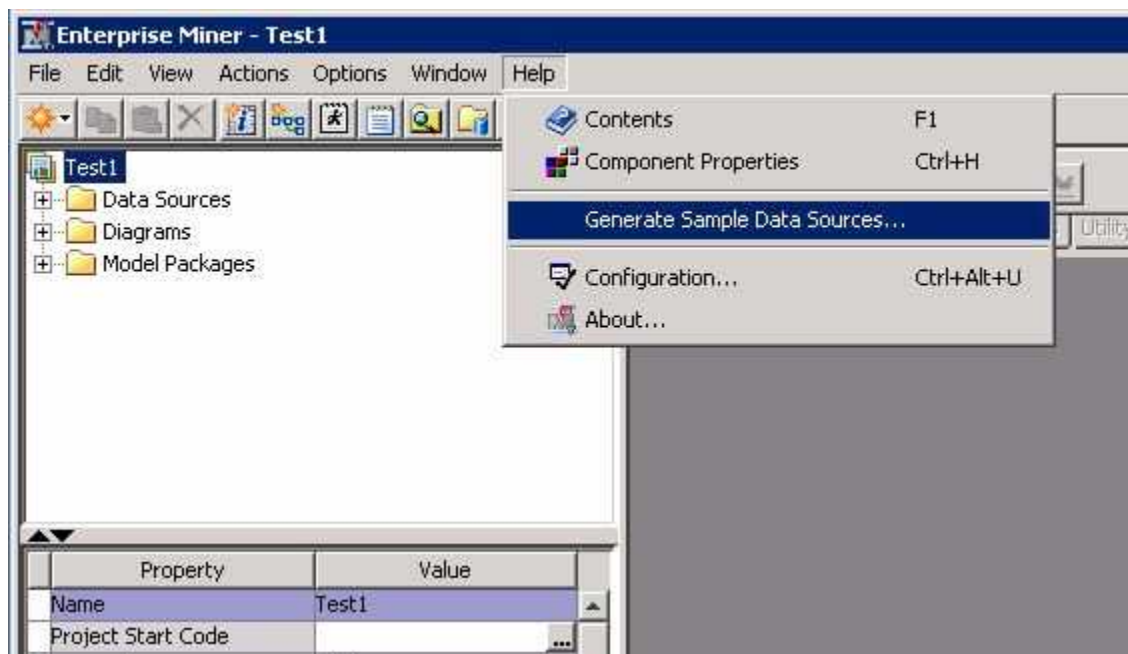 Enterprise Miner - Test1
File Edit View Actions Options Window Help
Contents F1
Component Properties Ctrl+H
Generate Sample Data Sources...
Configuration... Ctrl+Alt+U
About...
Utility
Test1
Data Sources
Diagrams
Model Packages
Property Value
Name Test1
Project Start Code ...